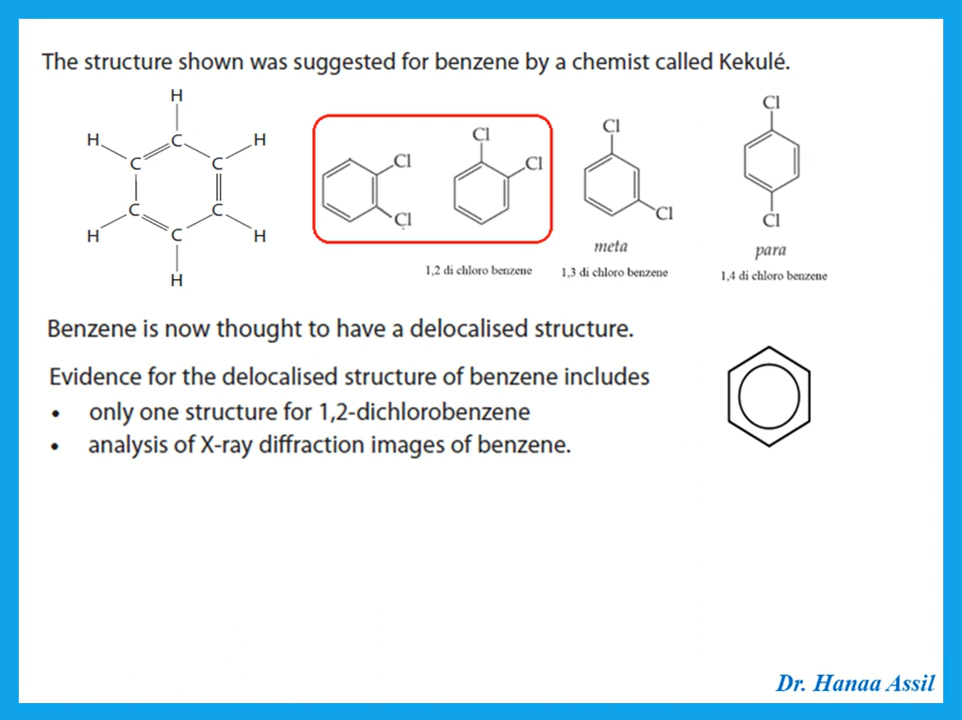 The structure shown was suggested for benzene by a chemist called Kekulé.
H
H C H
C C
C C
H C H
H
Cl
Cl
Cl
Cl
1,2 di chloro benzene
Cl
Cl
meta
1,3 di chloro benzene
Cl
Cl
para
1,4 di chloro benzene
Benzene is now thought to have a delocalised structure.
Evidence for the delocalised structure of benzene includes
• only one structure for 1,2-dichlorobenzene
• analysis of X-ray diffraction images of benzene.
Dr. Hanaa Assil